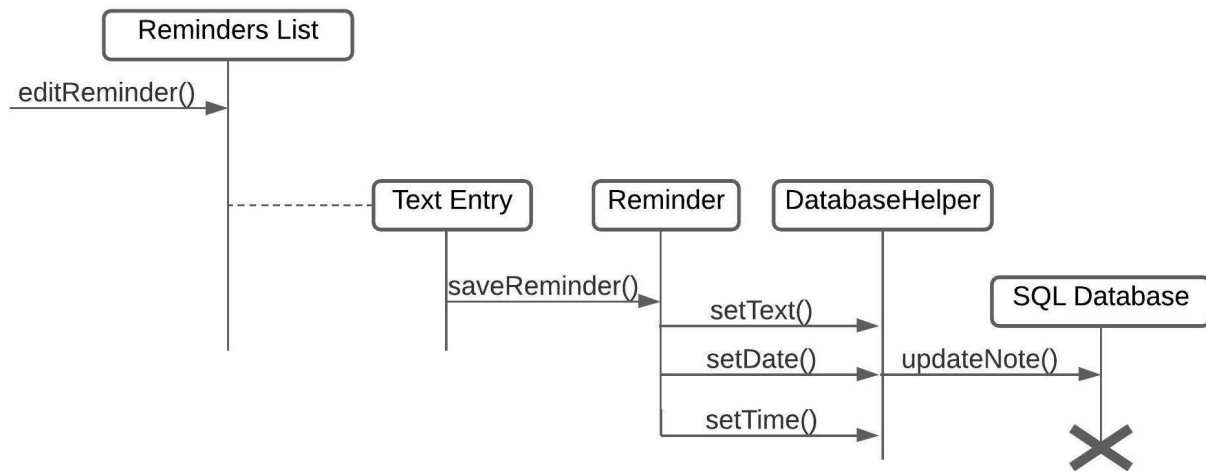 Reminders List
editReminder()
Text Entry
Reminder
DatabaseHelper
saveReminder()
SQL Database
setText()
setDate()
updateNote()
setTime()